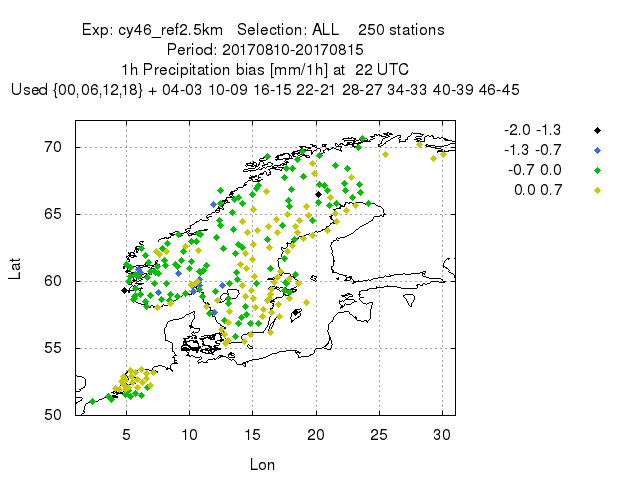 Exp: cy46_ref2.5km   Selection: ALL    250 stations
Period: 20170810-20170815
1h Precipitation bias [mm/1h] at  22 UTC
Used {00,06,12,18} + 04-03 10-09 16-15 22-21 28-27 34-33 40-39 46-45
-2.0 -1.3
-1.3 -0.7
-0.7 0.0
0.0 0.7
70
65
60
55
50
Lat
5 10 15 20 25 30
Lon